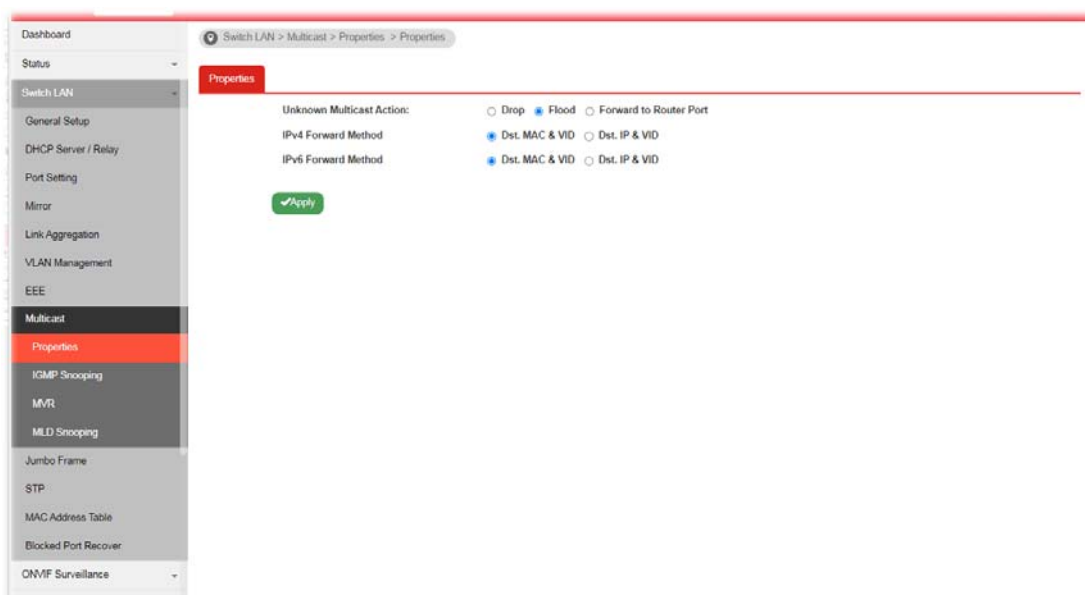 Dashboard
Status
Switch LAN
General Setup
DHCP Server / Relay
Port Setting
Mirror
Link Aggregation
VLAN Management
EEE
Multicast
Properties
IGMP Snooping
MVR
MLD Snooping
Jumbo Frame
STP
MAC Address Table
Blocked Port Recover
ONVIF Surveillance
Switch LAN > Multicast > Properties > Properties
Properties
Unknown Multicast Action: Drop Flood Forward to Router Port
IPv4 Forward Method Dst. MAC & VID Dst. IP & VID
IPv6 Forward Method Dst. MAC & VID Dst. IP & VID
Apply